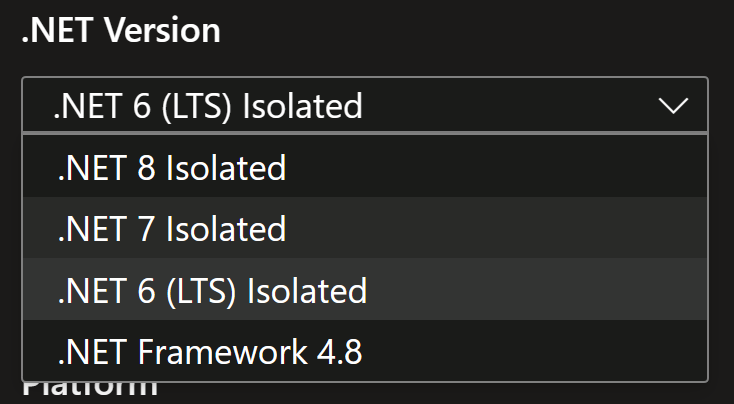 .NET Version
.NET 6 (LTS) Isolated
.NET 8 Isolated
.NET 7 Isolated
.NET 6 (LTS) Isolated
.NET Framework 4.8
Platform